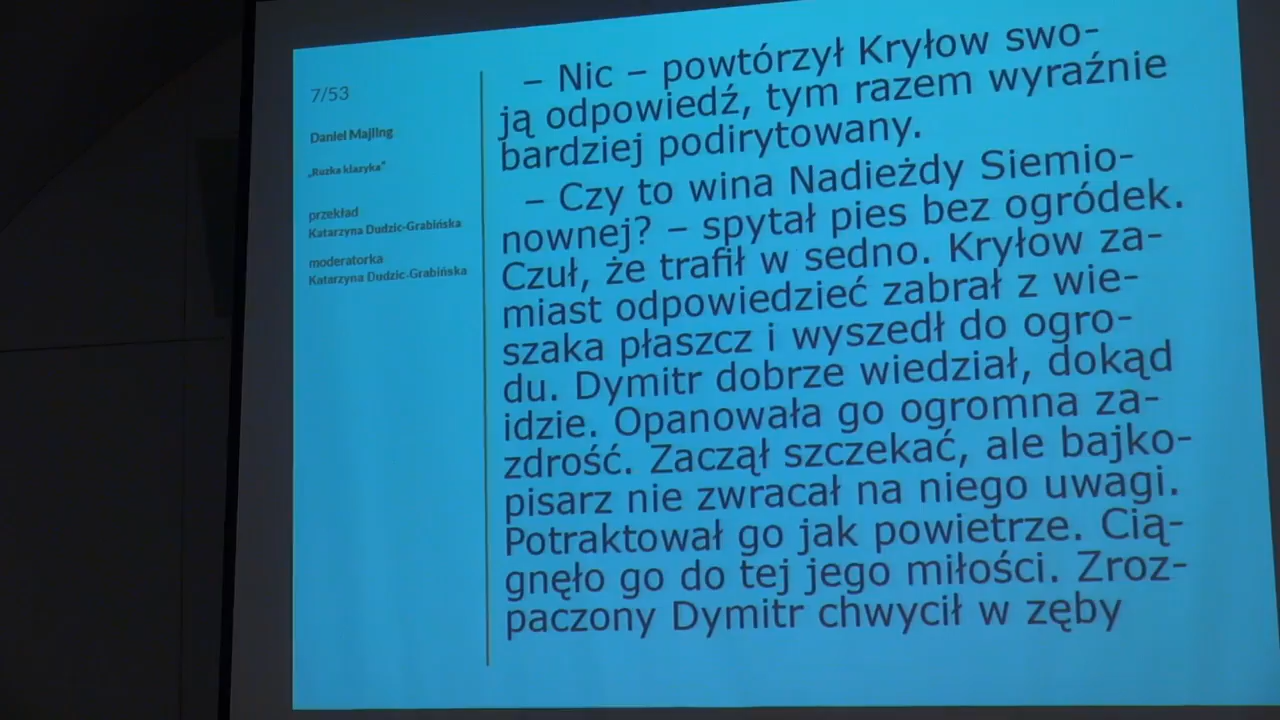 7/53
Daniel Majling
„Ruzka klazyka"
przekład
Katarzyna Dudzic-Grabińska
moderatorka
Katarzyna Dudzic-Grabińska
– Nic – powtórzył Kryłow swo-
ją odpowiedź, tym razem wyraźnie
bardziej podirytowany.
– Czy to wina Nadieżdy Siemio-
nownej? – spytał pies bez ogródek.
Czuł, że trafił w sedno. Kryłow za-
miast odpowiedzieć zabrał z wie-
szaka płaszcz i wyszedł do ogro-
du. Dymitr dobrze wiedział, dokąd
idzie. Opanowała go ogromna za-
zdrość. Zaczął szczekać, ale bajko-
pisarz nie zwracał na niego uwagi.
Potraktował go jak powietrze. Cią-
gnęło go do tej jego miłości. Zroz-
paczony Dymitr chwycił w zęby